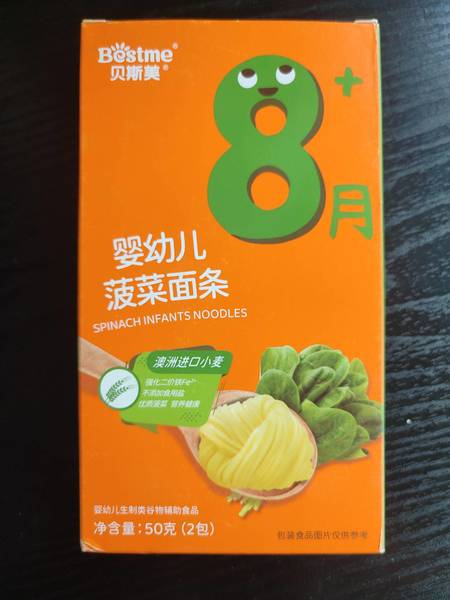 Bestme®
贝斯美®
8+
月
婴幼儿
菠菜面条
SPINACH INFANTS NOODLES
澳洲进口小麦
强化二价铁Fe²⁺
不添加食用盐
优质菠菜 营养健康
婴幼儿生制类谷物辅助食品
净含量:50克(2包)
包装食品图片仅供参考